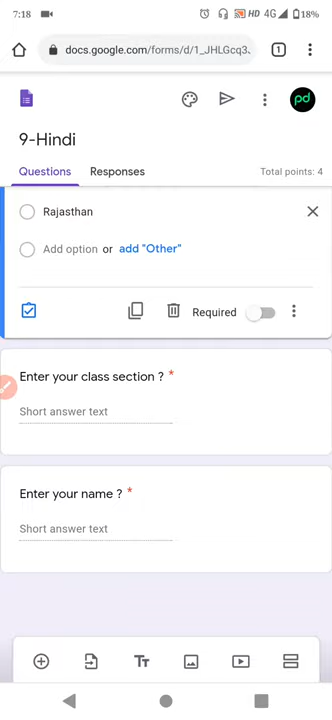 7:18 HD 4G 18%
docs.google.com/forms/d/1_JHLGcq3. 1
pd
9-Hindi
Questions Responses Total points: 4
Rajasthan
Add option or add "Other"
Required
Enter your class section ? *
Short answer text
Enter your name ? *
Short answer text
Tт